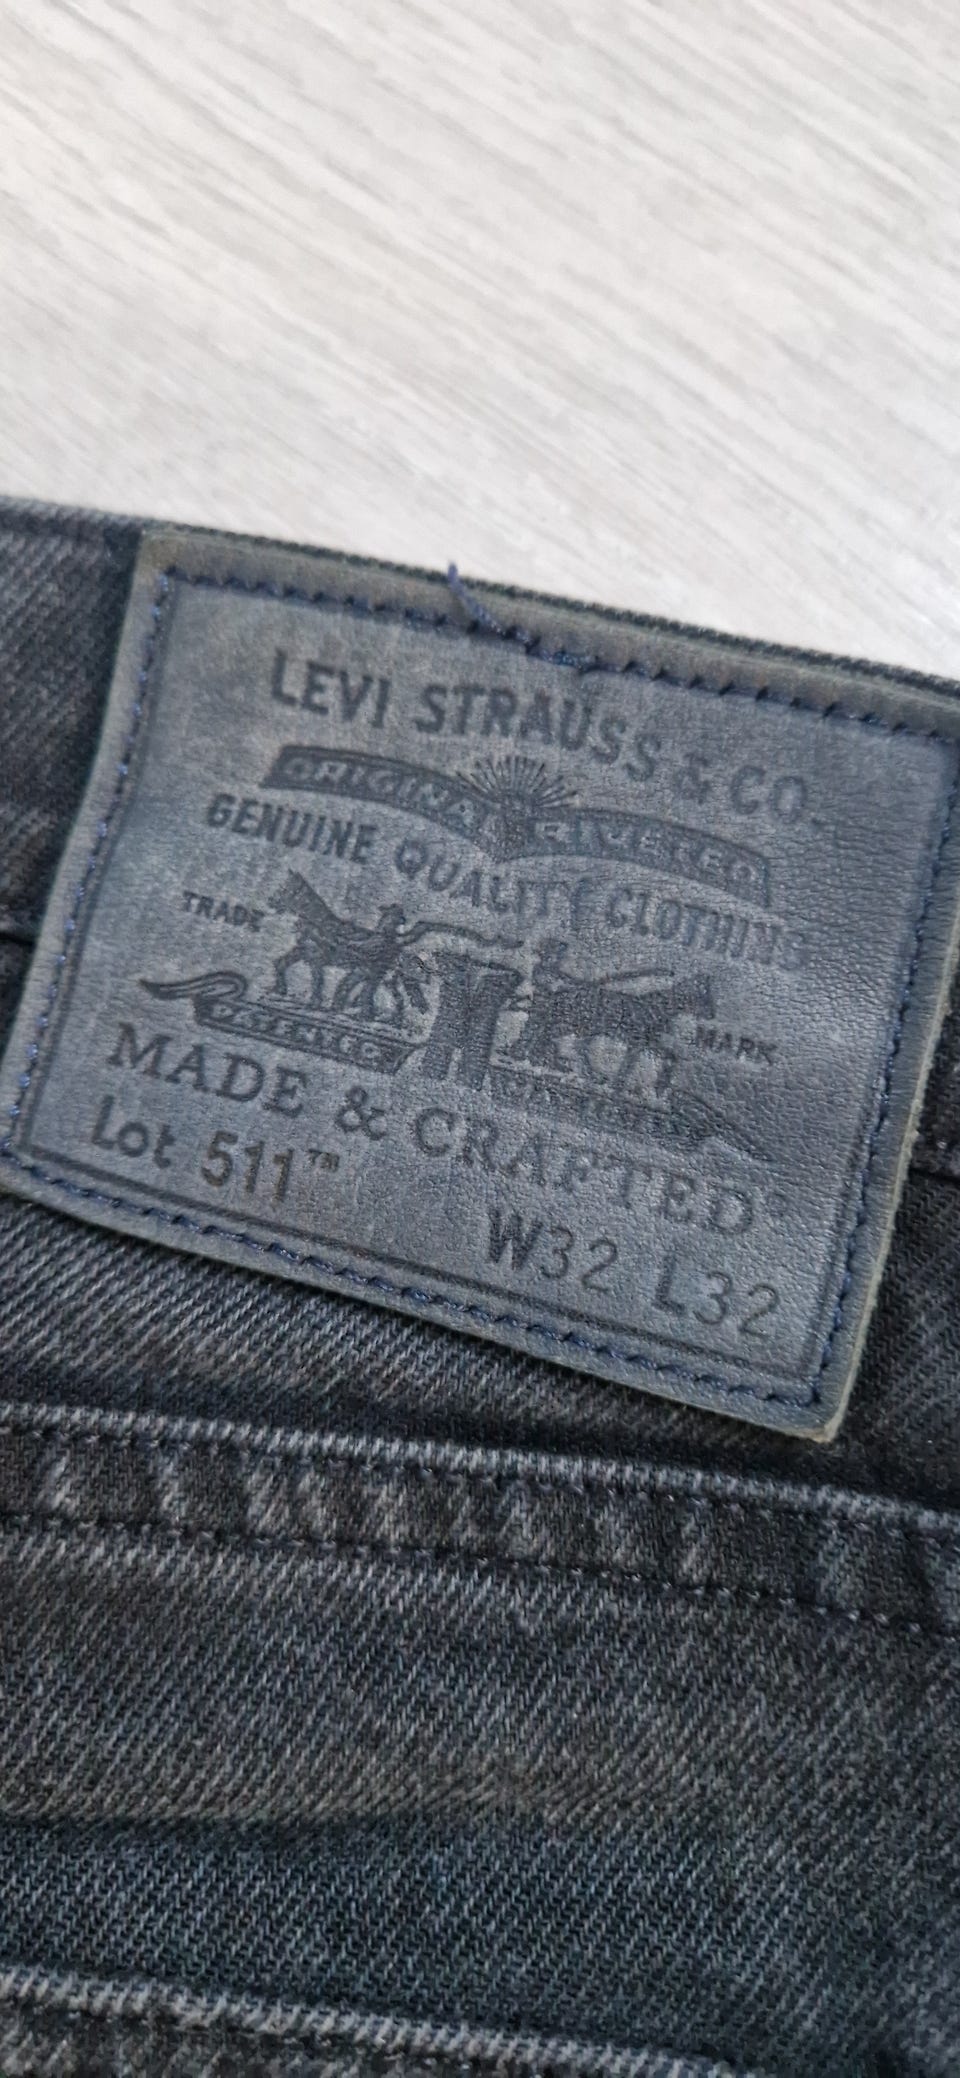 LEVI STRAUSS & CO.
ORIGINAL RIVETED
GENUINE QUALITY CLOTHING
TRADE MARK
MADE & CRAFTED®
Lot 511™
W32 L32